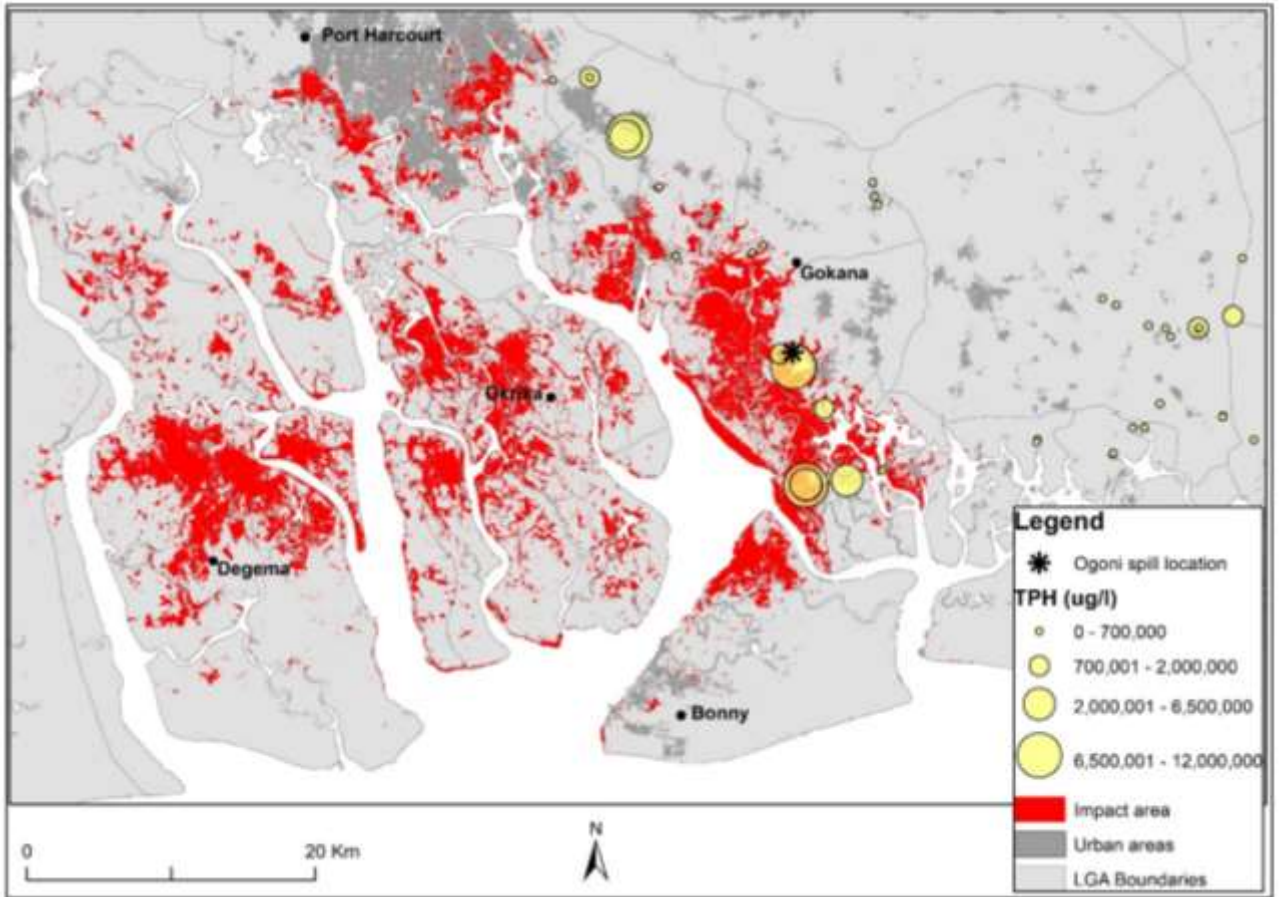 Port Harcourt
Gokana
Okrika
Degema
Bonny
Legend
Ogoni spill location
TPH (ug/l)
0 - 700,000
700,001 - 2,000,000
2,000,001 - 6,500,000
6,500,001 - 12,000,000
Impact area
Urban areas
LGA Boundaries
0 20 Km
N